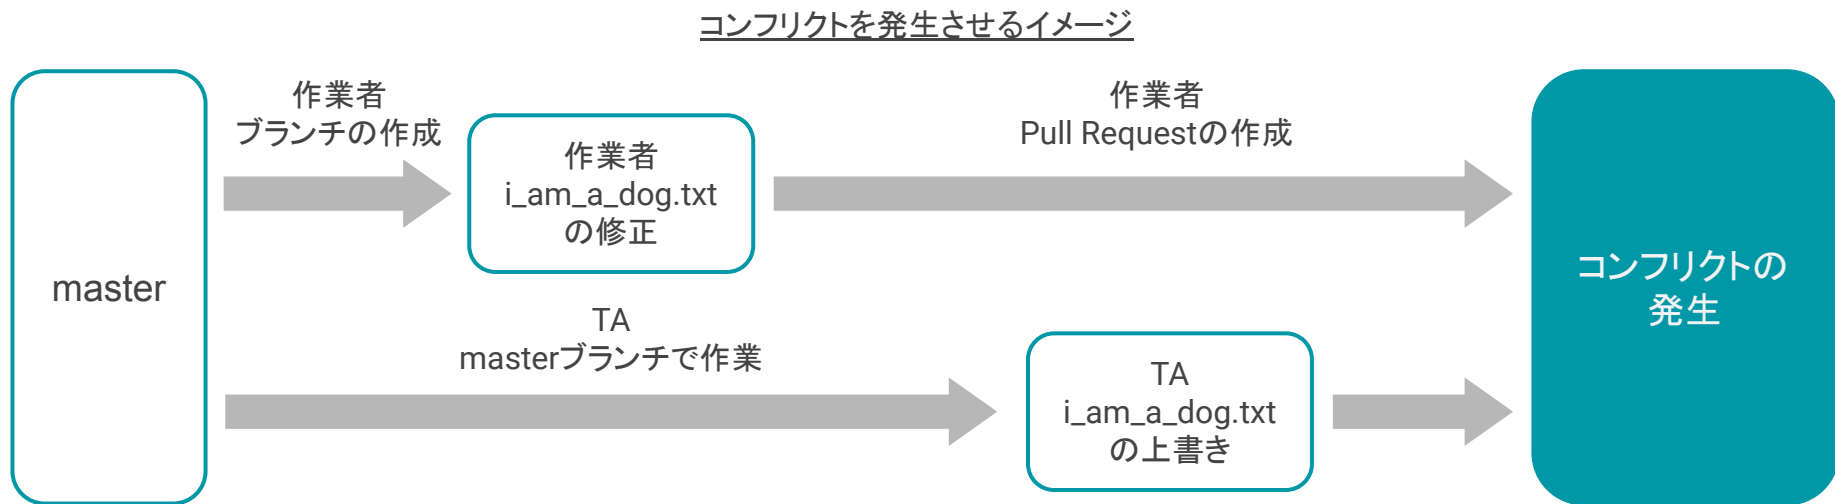 コンフリクトを発生させるイメージ
master
作業者
ブランチの作成
作業者
i_am_a_dog.txt
の修正
作業者
Pull Requestの作成
TA
masterブランチで作業
TA
i_am_a_dog.txt
の上書き
コンフリクトの
発生